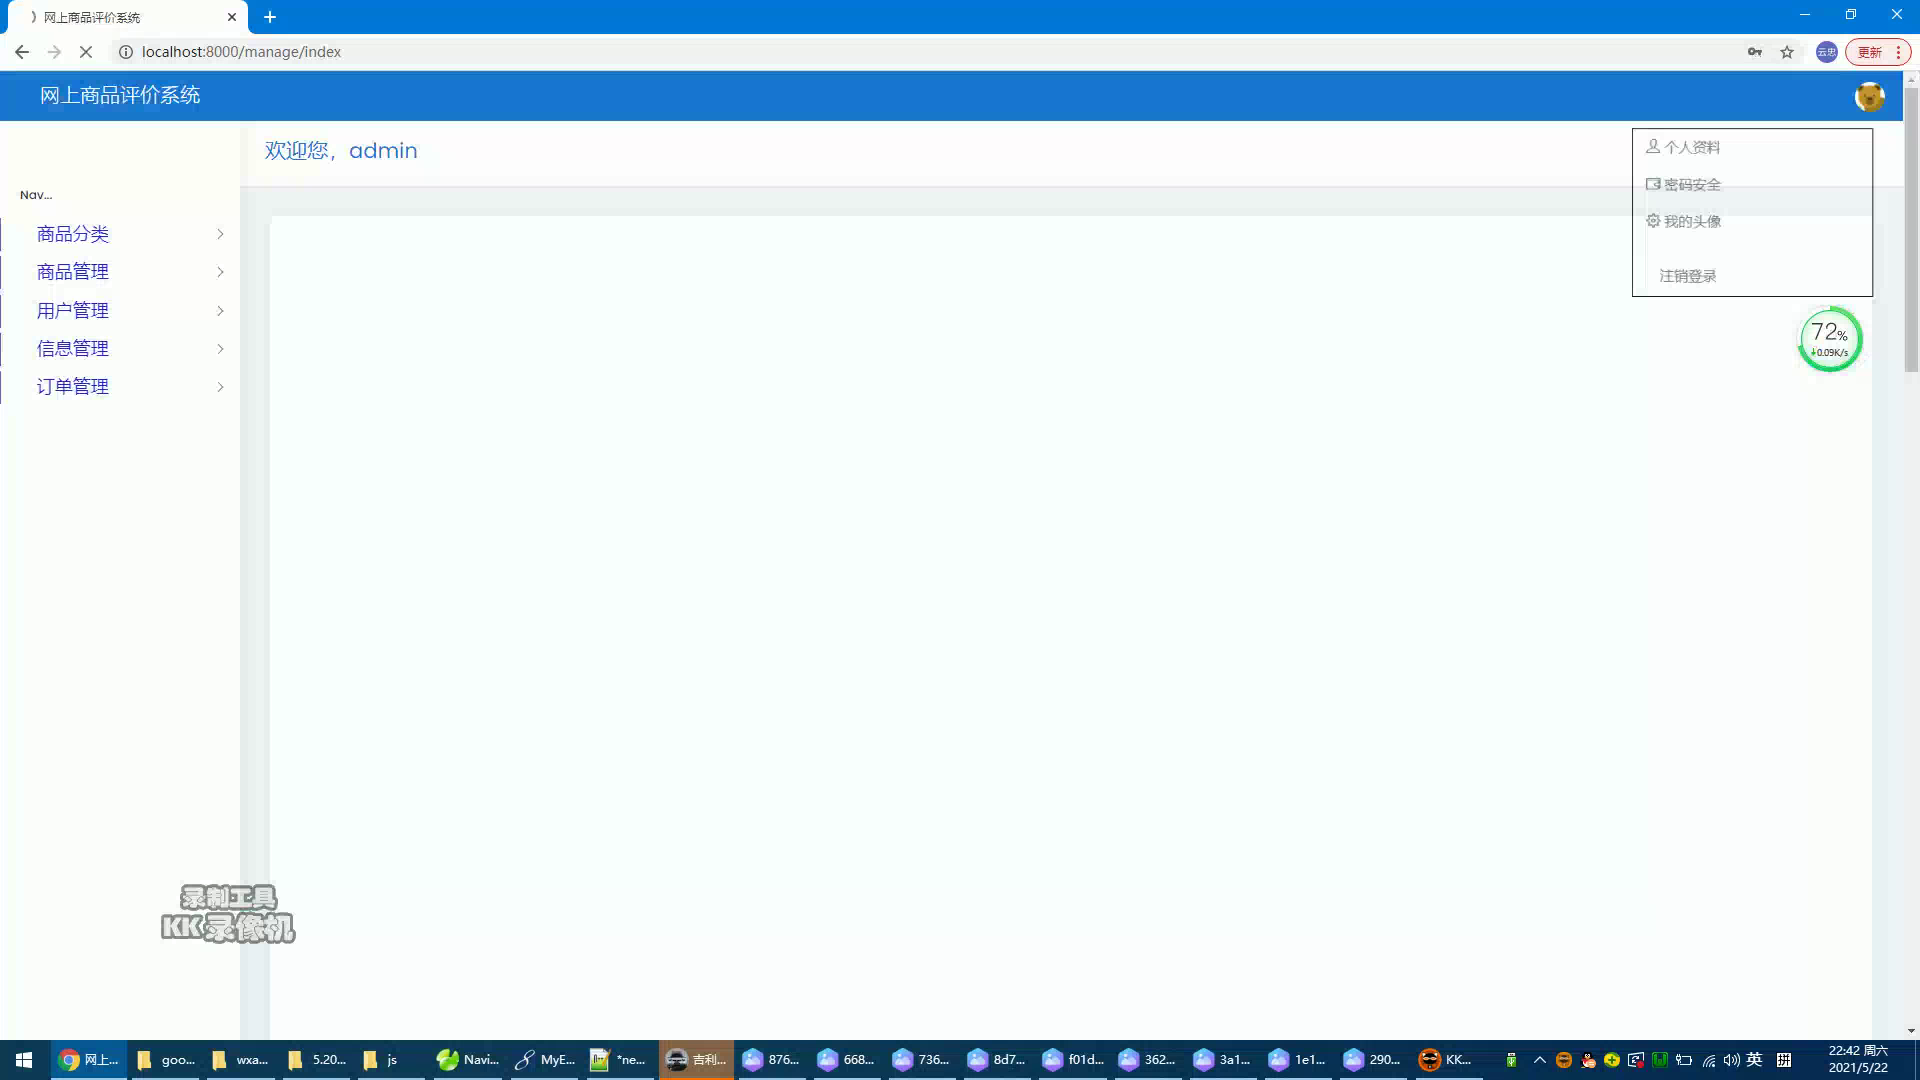 网上商品评价系统
localhost:8000/manage/index
云忠
更新
网上商品评价系统
欢迎您，admin
个人资料
密码安全
我的头像
注销登录
Nav...
商品分类
商品管理
用户管理
信息管理
订单管理
72%
0.09K/s
录制工具
KK录像机
网上...
goo...
wxa...
5.20...
js
Navi...
MyE...
*ne...
吉利...
876...
668...
736...
8d7...
f01d...
362...
3a1...
1e1...
290...
KK...
英
拼
22:42 周六
2021/5/22